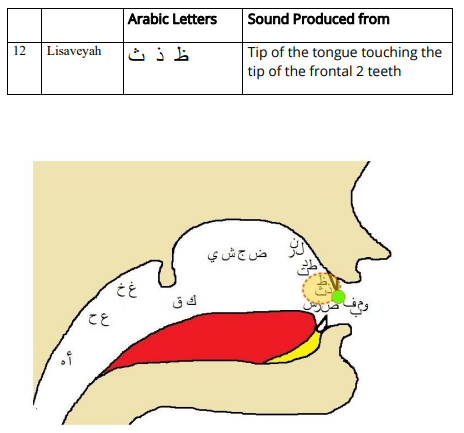 Arabic Letters
Sound Produced from
12
Lisaveyah
ظ ذ ث
Tip of the tongue touching the
tip of the frontal 2 teeth
ض ج ش ي
غ خ
ك ق
ع ح
أ ه